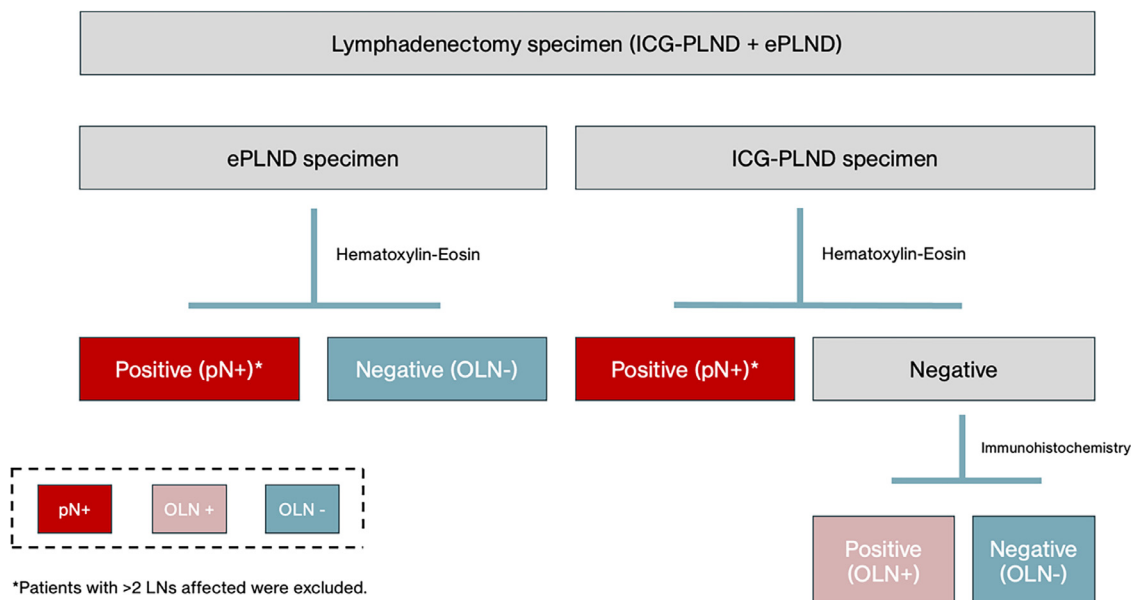 Lymphadenectomy specimen (ICG-PLND + ePLND)
ePLND specimen
ICG-PLND specimen
Hematoxylin-Eosin
Hematoxylin-Eosin
Positive (pN+)*
Negative (OLN-)
Positive (pN+)*
Negative
Immunohistochemistry
pN+
OLN +
OLN -
Positive
(OLN+)
Negative
(OLN-)
*Patients with >2 LNs affected were excluded.